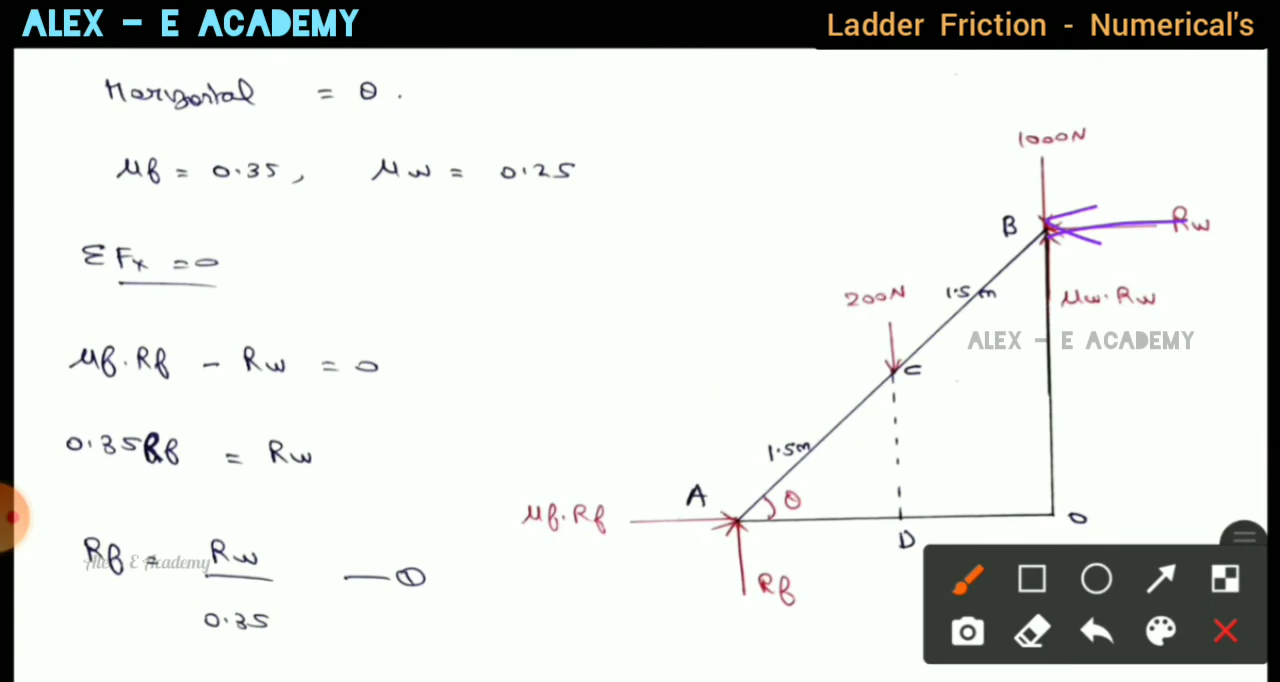 ALEX - E ACADEMY
Ladder Friction - Numerical's
Horizontal = θ .
μf = 0.35 , μw = 0.25
ΣFx = 0
μf.Rf - Rw = 0
0.35Rf = Rw
Rf = Rw
0.35
— ①
Alex E Academy
1000N
B
Rw
1.5m
200N
μw.Rw
ALEX - E ACADEMY
C
1.5m
A
θ
μf.Rf
D
O
Rf